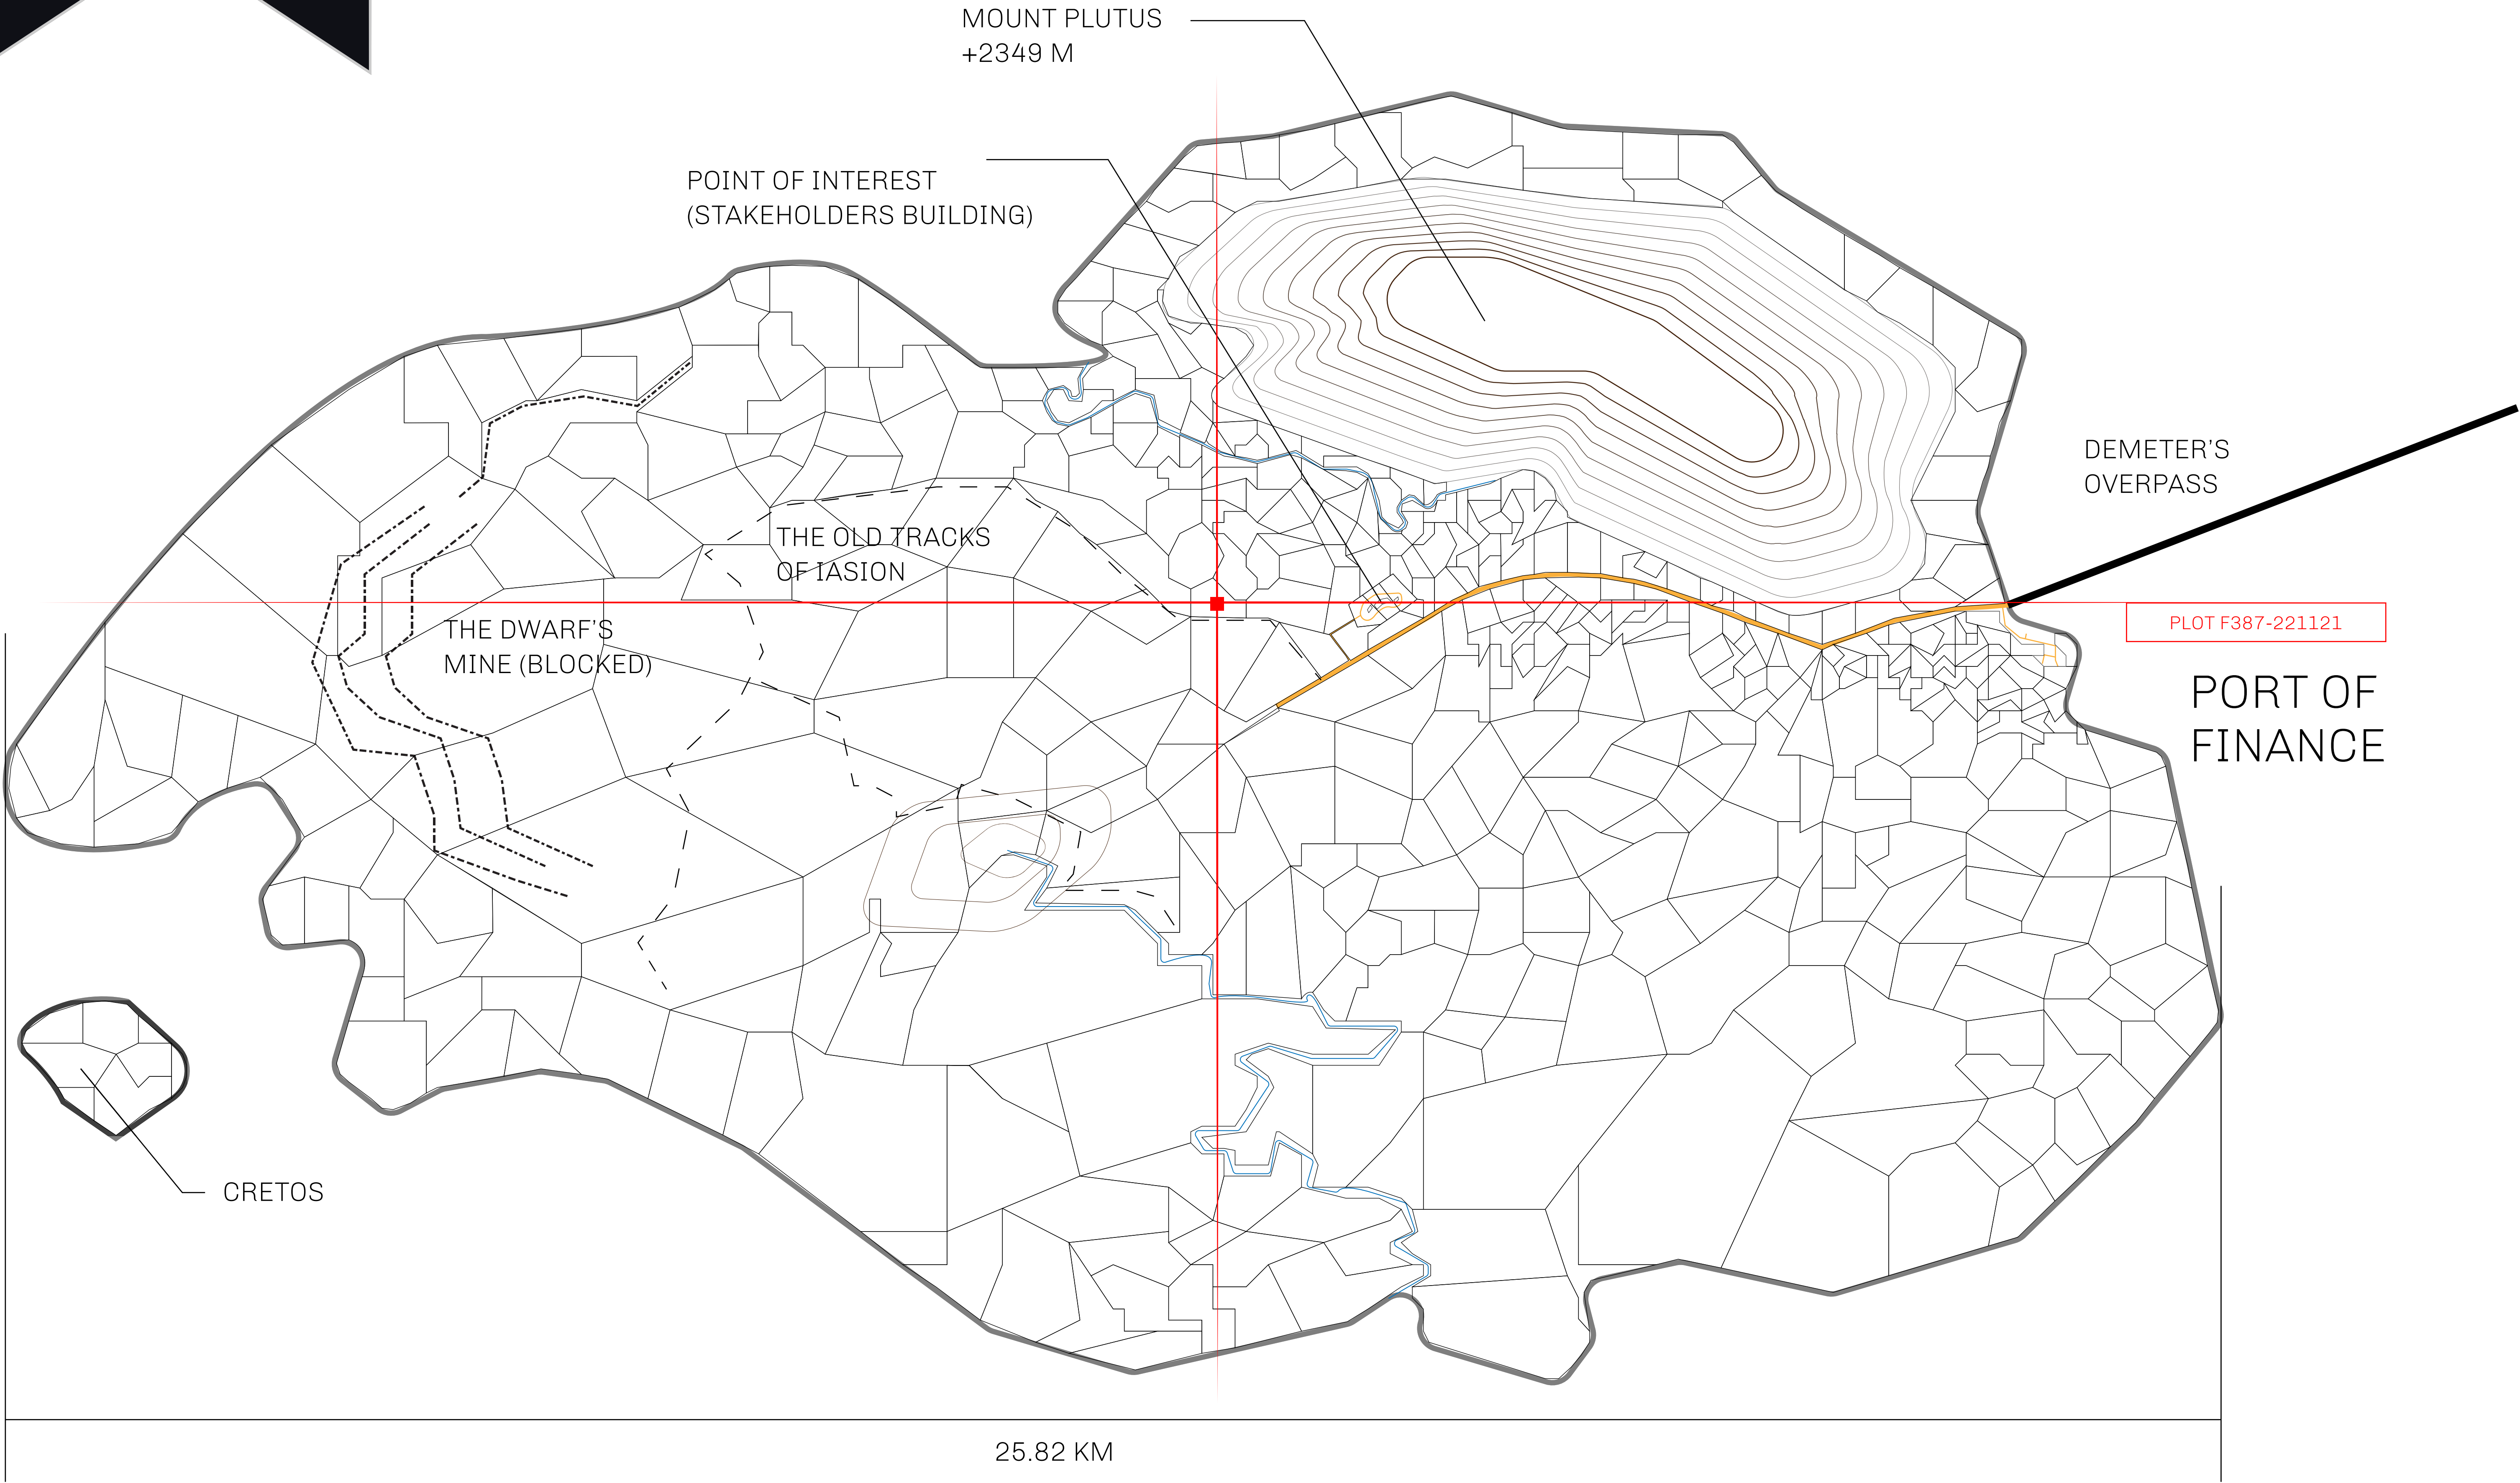 MOUNT PLUTUS
+2349 M
POINT OF INTEREST
(STAKEHOLDERS BUILDING)
DEMETER'S
OVERPASS
THE OLD TRACKS
OF IASION
THE DWARF'S
MINE (BLOCKED)
PLOT F387-221121
PORT OF
FINANCE
CRETOS
25.82 KM